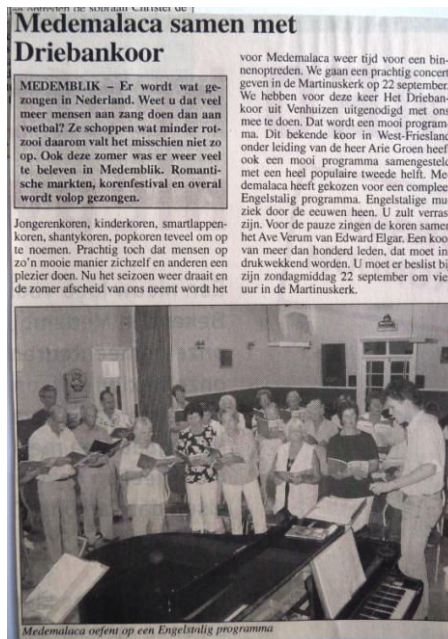 Medemalaca samen met
Driebankoor
MEDEMBLIK – Er wordt wat ge-
zongen in Nederland. Weet u dat veel
meer mensen aan zang doen dan aan
voetbal? Ze schoppen wat minder rot-
zooi daarom valt het misschien niet zo
op. Ook deze zomer was er weer veel
te beleven in Medemblik. Romanti-
sche markten, korenfestival en overal
wordt volop gezongen.
Jongerenkoren, kinderkoren, smartlappen-
koren, shantykoren, popkoren teveel om op
te noemen. Prachtig toch dat mensen op
zo'n mooie manier zichzelf en anderen een
plezier doen. Nu het seizoen weer draait en
de zomer afscheid van ons neemt wordt het
voor Medemalaca weer tijd voor een bin-
nenoptreden. We gaan een prachtig concer
geven in de Martinuskerk op 22 september.
We hebben voor deze keer Het Drieban-
koor uit Venhuizen uitgenodigd met ons
mee te doen. Dat wordt een mooi program-
ma. Dit bekende koor in West-Friesland
onder leiding van de heer Arie Groen heef
ook een mooi programma samengestel
met een heel populaire tweede helft. Me-
demalaca heeft gekozen voor een complee
Engelstalig programma. Engelstalige mu-
ziek door de eeuwen heen. U zult verras
zijn. Voor de pauze zingen de koren samen
het Ave Verum van Edward Elgar. Een koo
van meer dan honderd leden, dat moet in-
drukwekkend worden. U moet er beslist bi
zijn zondagmiddag 22 september om vie
uur in de Martinuskerk.
Medemalaca oefent op een Engelstalig programma